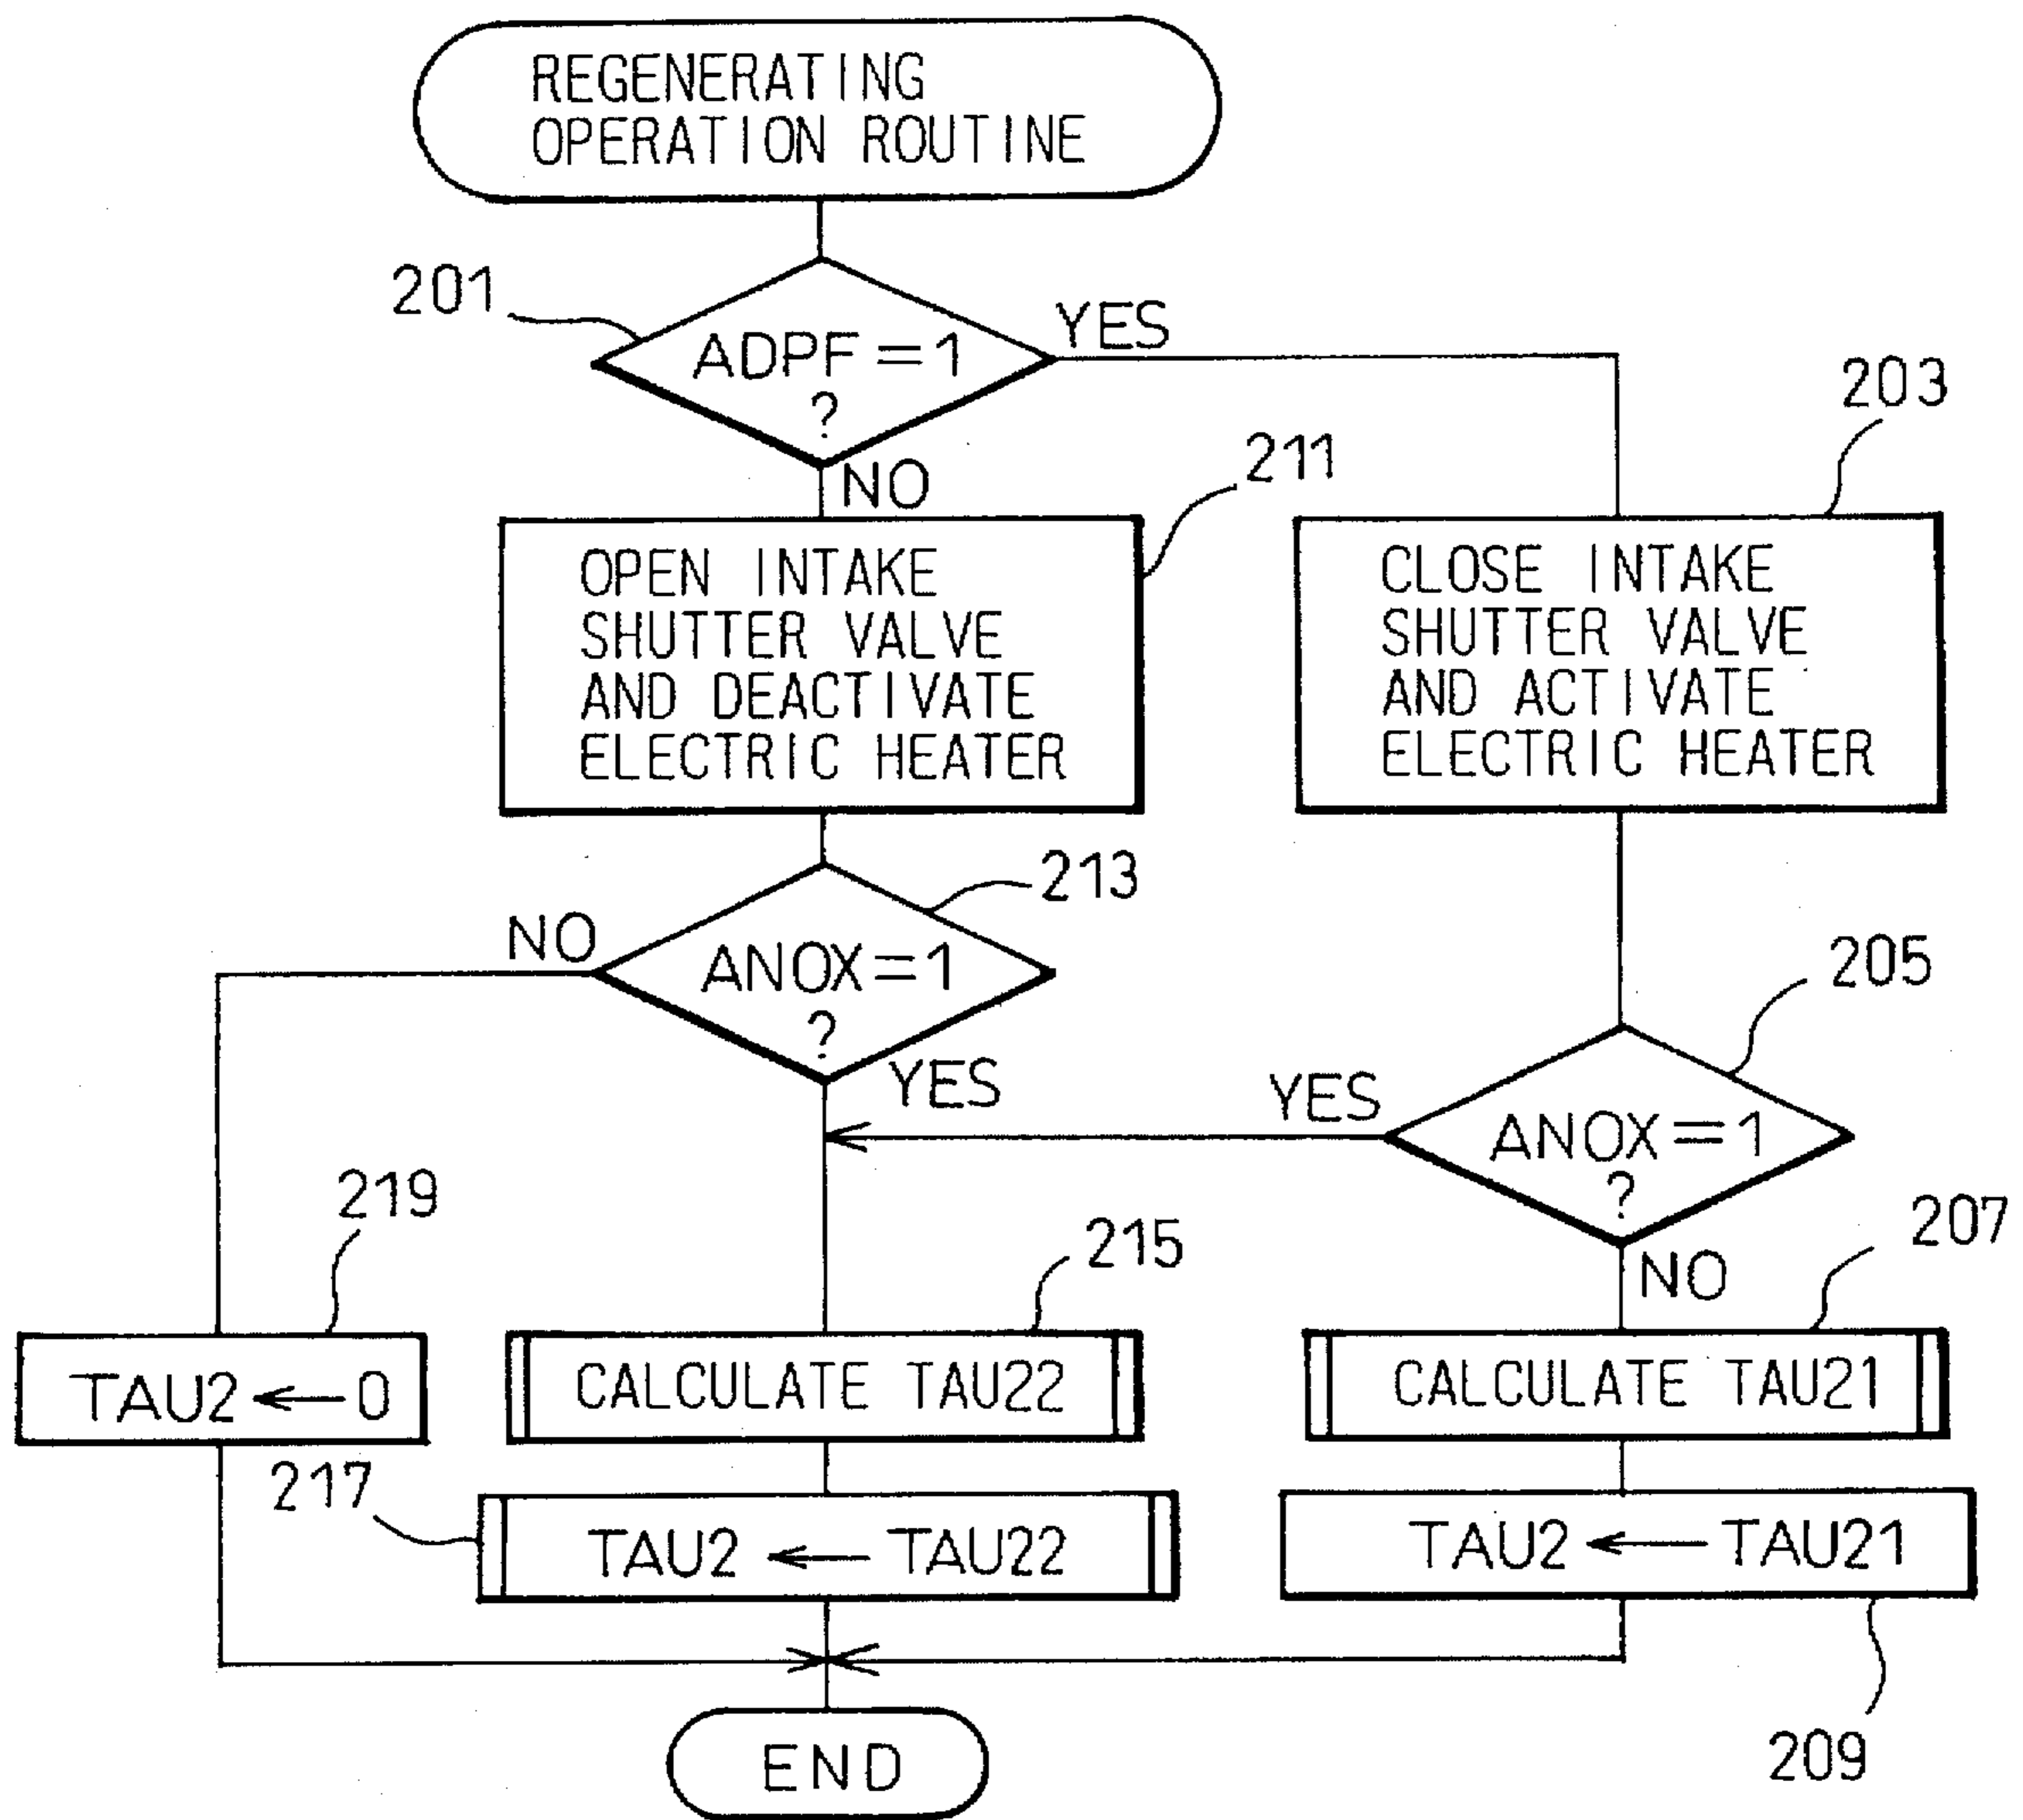 REGENERATING
OPERATION ROUTINE
201
ADPF=1
?
YES
NO
203
211
OPEN INTAKE
SHUTTER VALVE
AND DEACTIVATE
ELECTRIC HEATER
CLOSE INTAKE
SHUTTER VALVE
AND ACTIVATE
ELECTRIC HEATER
213
NO
ANOX=1
?
YES
205
YES
ANOX=1
?
NO
219
215
207
TAU2 ← 0
CALCULATE TAU22
CALCULATE TAU21
217
TAU2 ← TAU22
TAU2 ← TAU21
209
END